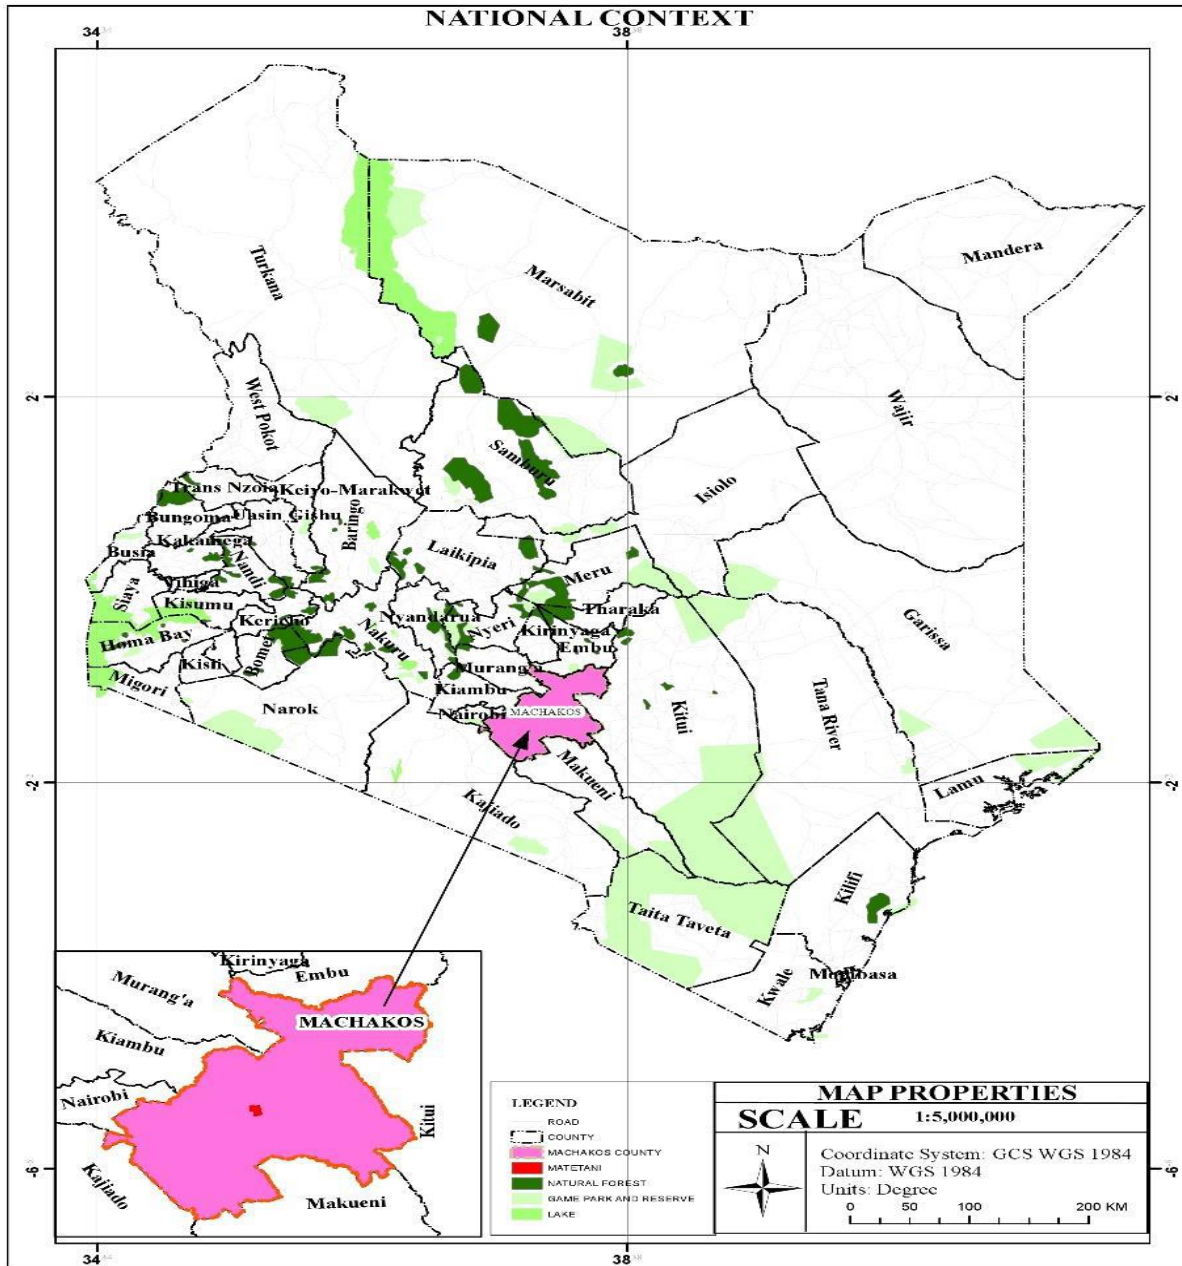 NATIONAL CONTEXT
34
38
Turkana
Marsabit
Mandera
Wajir
2
2
West Pokot
Samburu
Isiolo
Trans Nzoia
Keiyo-Marakwet
Bungoma
Uasin Gishu
Baringo
Kakamega
Busia
Nandi
Laikipia
Meru
Vihiga
Siaya
Kisumu
Tharaka
Kericho
Nyandarua
Nyeri
Kirinyaga
Homa Bay
Nakuru
Embu
Garissa
Kisii
Bomet
Murang'a
Migori
Kiambu
Narok
Nairobi
MACHAKOS
Kitui
Tana River
Makueni
2
2
Lamu
Kajiado
Kilifi
Taita Taveta
Kwale
Mombasa
Kirinyaga
Embu
Murang'a
MACHAKOS
Kiambu
Nairobi
Kitui
Kajiado
Makueni
6
6
LEGEND
ROAD
COUNTY
MACHAKOS COUNTY
MATETANI
NATURAL FOREST
GAME PARK AND RESERVE
LAKE
MAP PROPERTIES
SCALE 1:5,000,000
N
Coordinate System: GCS WGS 1984
Datum: WGS 1984
Units: Degree
0 50 100 200 KM
34
38